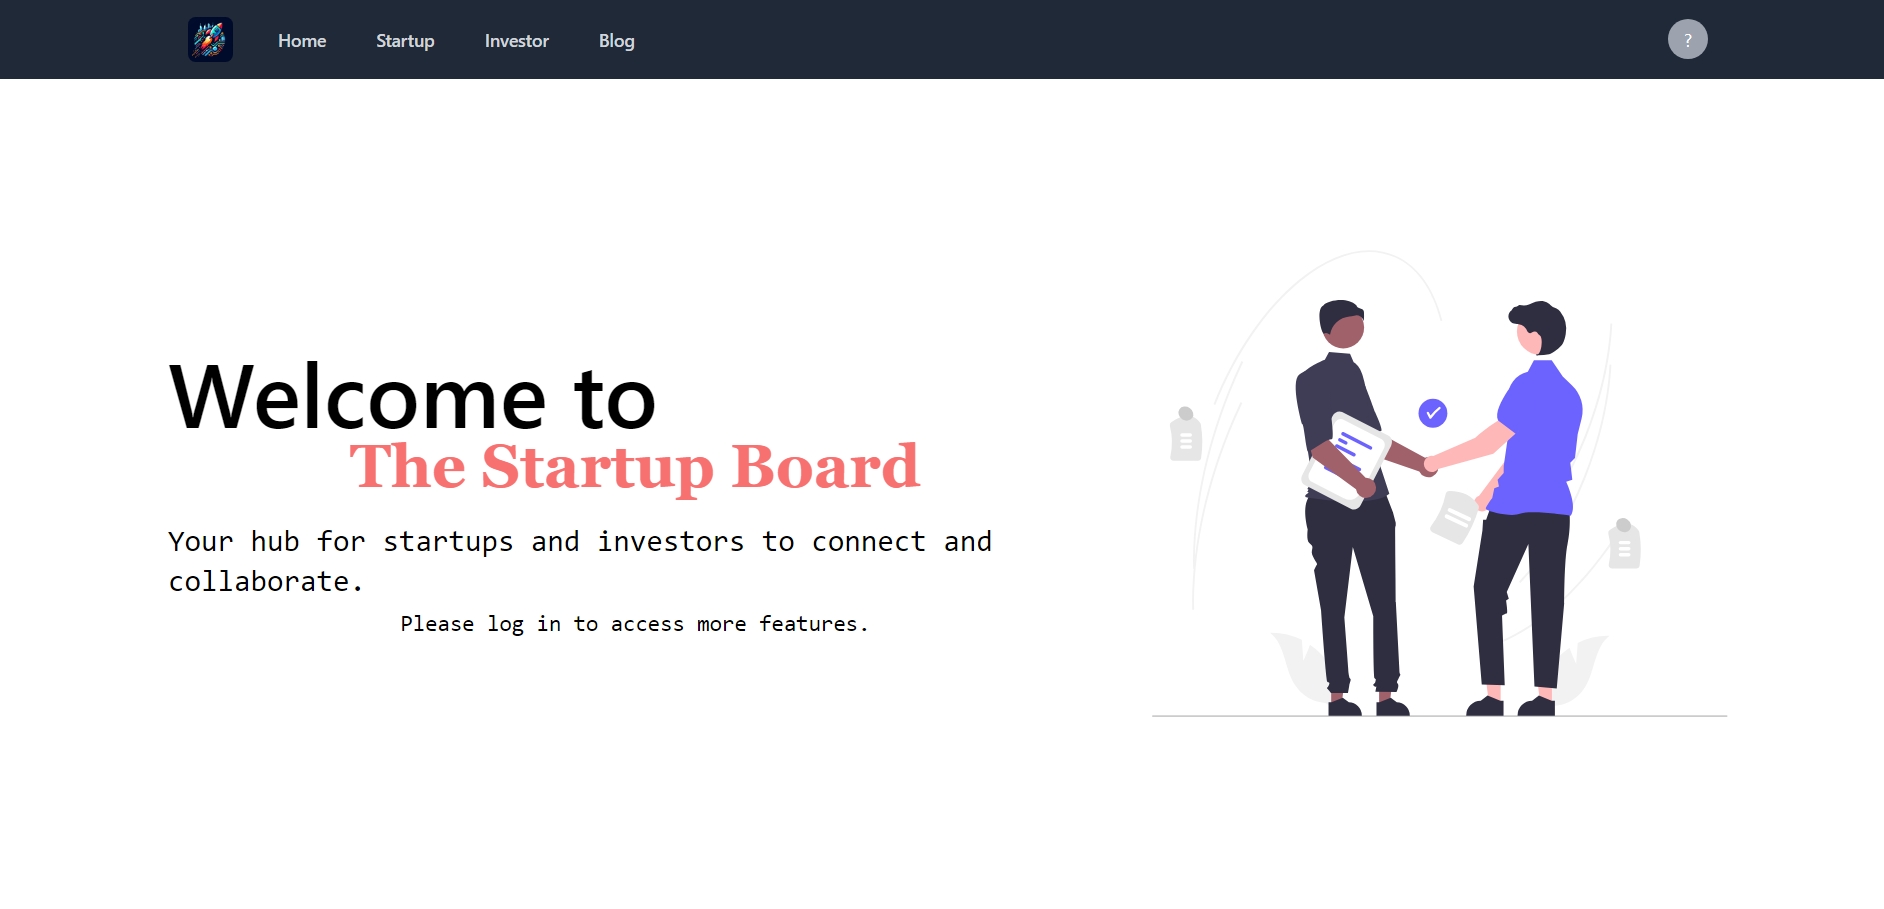 Home Startup Investor Blog ?
Welcome to
The Startup Board
Your hub for startups and investors to connect and
collaborate.
Please log in to access more features.